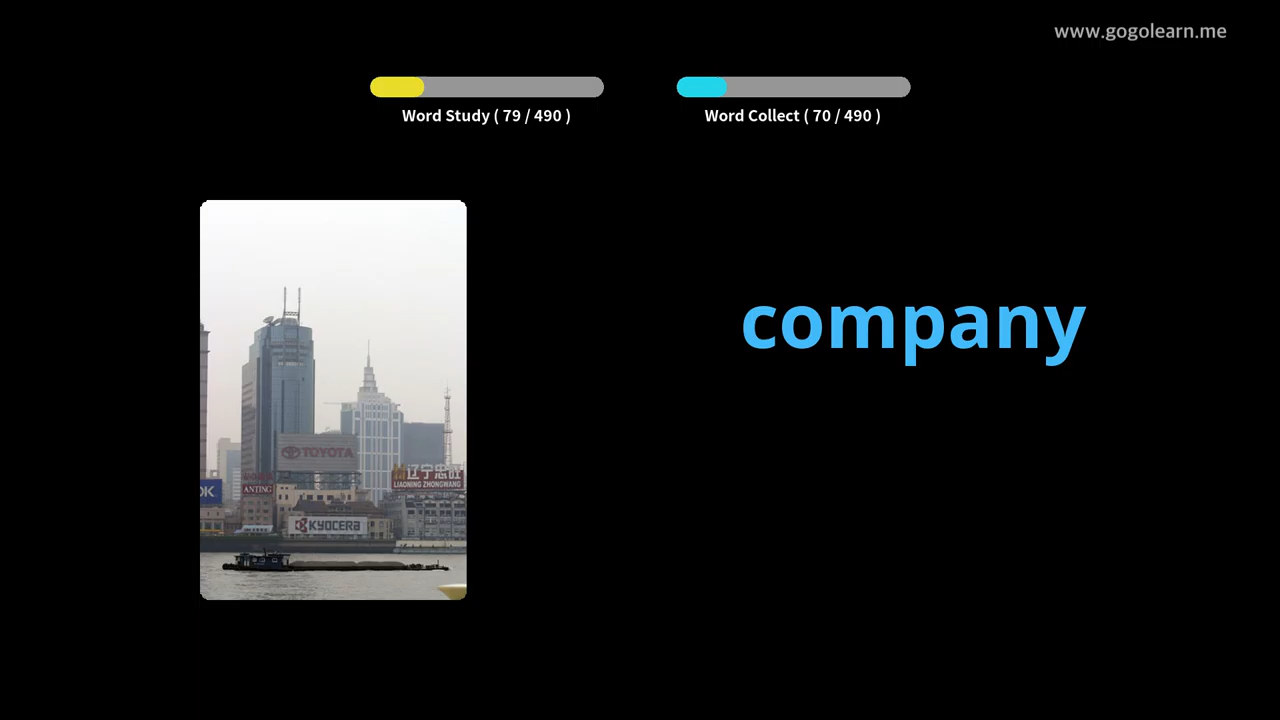 www.gogolearn.me
Word Study ( 79 / 490 )
Word Collect ( 70 / 490 )
company
TOYOTA
辽宁忠旺
LIAONING ZHONGWANG
OK
ANTING
KYOCERA